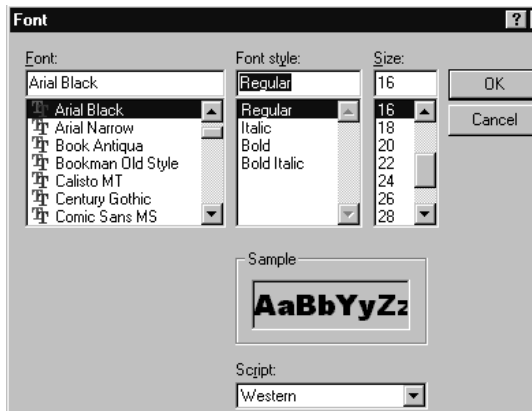 Font
?
Font: Font style: Size:
Arial Black Regular 16 OK
Arial Black Regular 16 Cancel
Arial Narrow Italic 18
Book Antiqua Bold 20
Bookman Old Style Bold Italic 22
Calisto MT 24
Century Gothic 26
Comic Sans MS 28
Sample
AaBbYyZz
Script:
Western